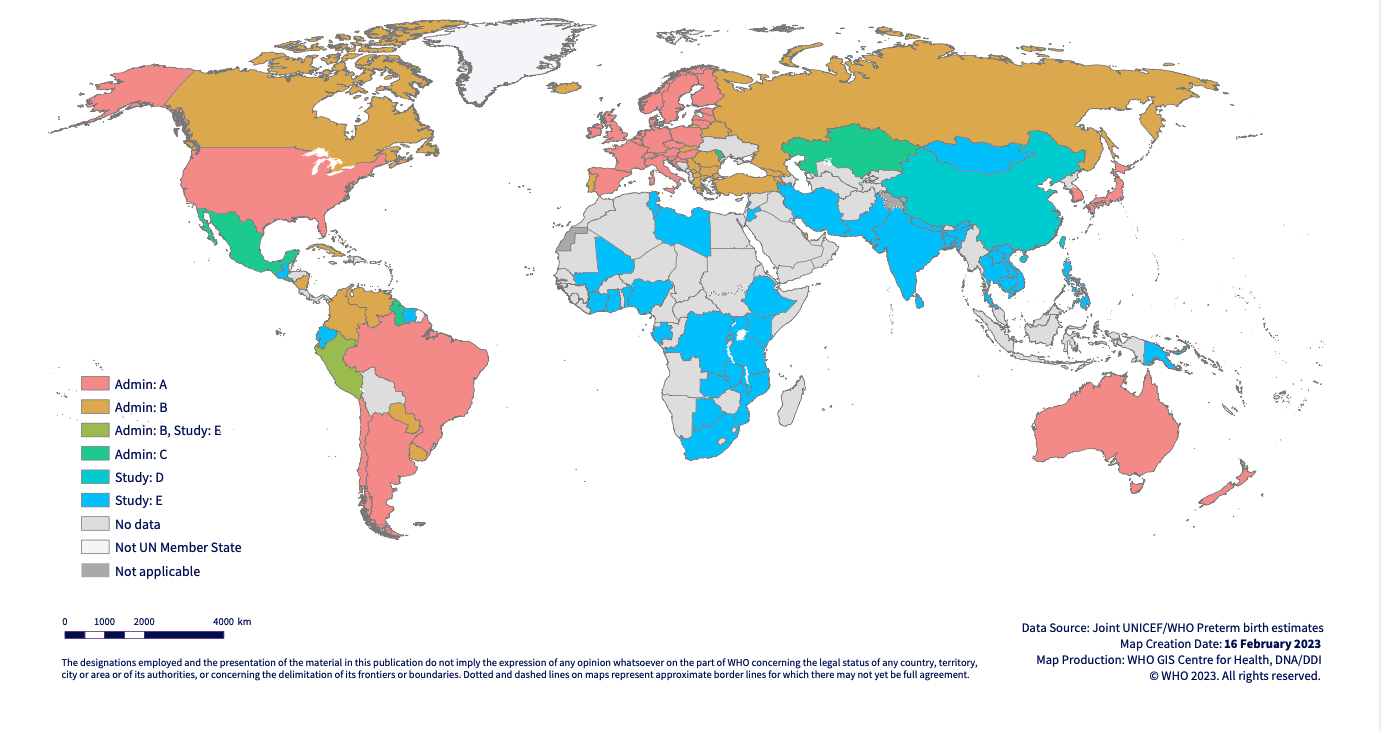 Admin: A
Admin: B
Admin: B, Study: E
Admin: C
Study: D
Study: E
No data
Not UN Member State
Not applicable
0 1000 2000 4000 km
The designations employed and the presentation of the material in this publication do not imply the expression of any opinion whatsoever on the part of WHO concerning the legal status of any country, territory,
city or area or of its authorities, or concerning the delimitation of its frontiers or boundaries. Dotted and dashed lines on maps represent approximate border lines for which there may not yet be full agreement.
Data Source: Joint UNICEF/WHO Preterm birth estimates
Map Creation Date: 16 February 2023
Map Production: WHO GIS Centre for Health, DNA/DDI
© WHO 2023. All rights reserved.